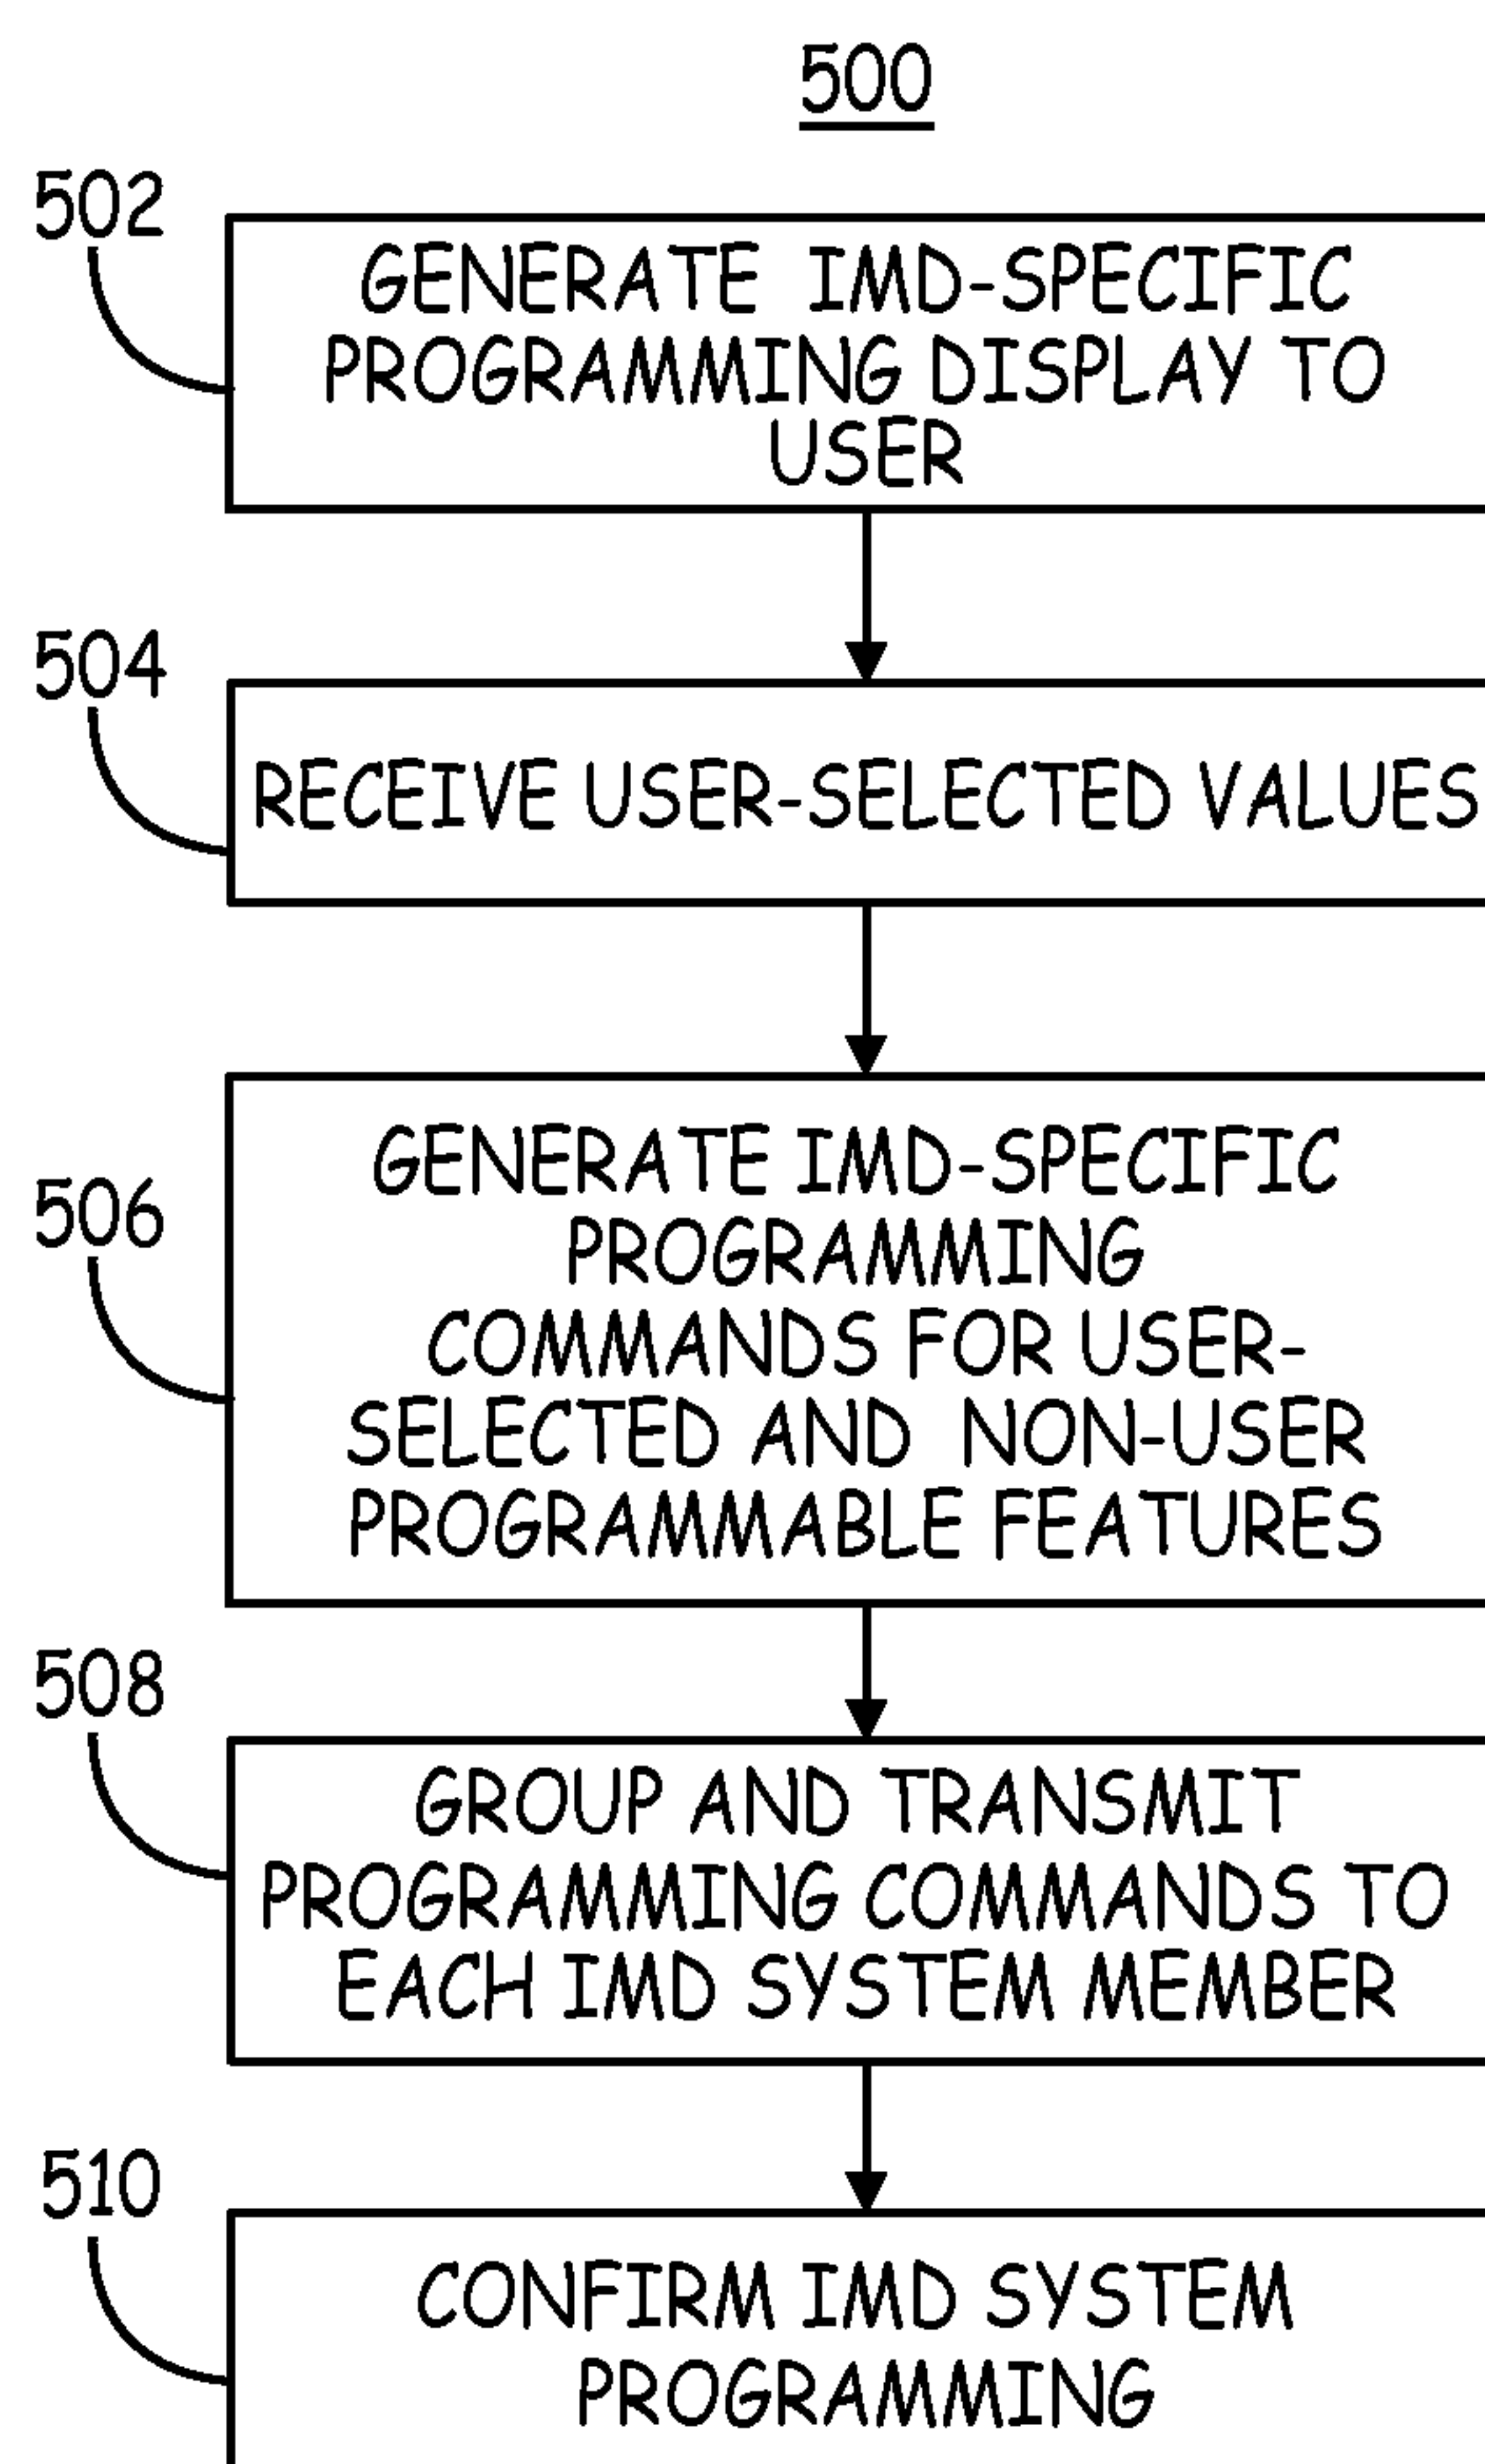 500
502
GENERATE IMD-SPECIFIC
PROGRAMMING DISPLAY TO
USER
504
RECEIVE USER-SELECTED VALUES
506
GENERATE IMD-SPECIFIC
PROGRAMMING
COMMANDS FOR USER-
SELECTED AND NON-USER
PROGRAMMABLE FEATURES
508
GROUP AND TRANSMIT
PROGRAMMING COMMANDS TO
EACH IMD SYSTEM MEMBER
510
CONFIRM IMD SYSTEM
PROGRAMMING